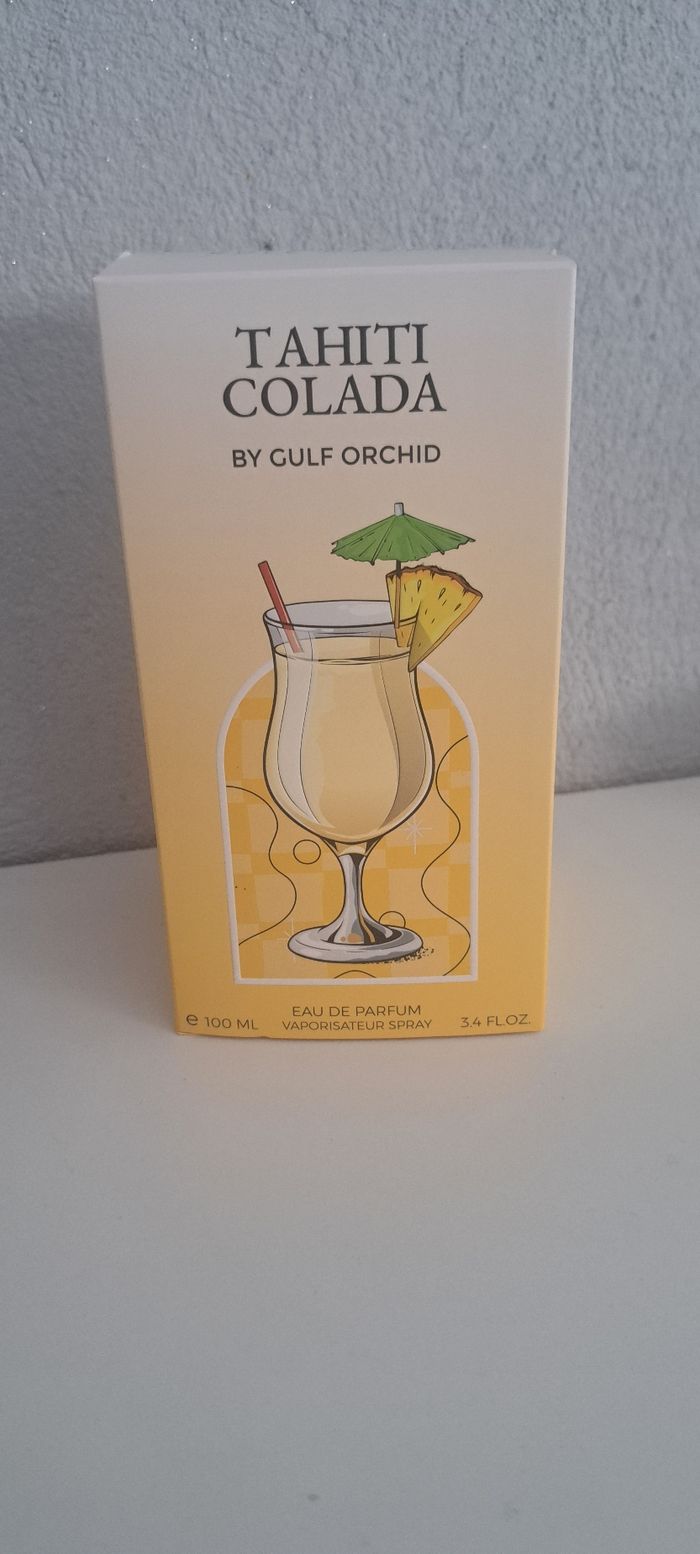 TAHITI
COLADA
BY GULF ORCHID
EAU DE PARFUM
℮ 100 ML VAPORISATEUR SPRAY 3.4 FL.OZ.